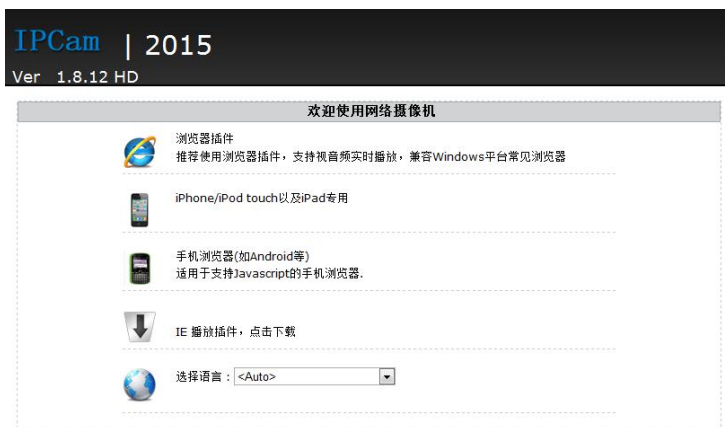 IPCam | 2015
Ver 1.8.12 HD
欢迎使用网络摄像机
浏览器插件
推荐使用浏览器插件，支持视音频实时播放，兼容Windows平台常见浏览器
iPhone/iPod touch以及iPad专用
手机浏览器(如Android等)
适用于支持Javascript的手机浏览器.
IE 播放插件，点击下载
选择语言：<Auto>